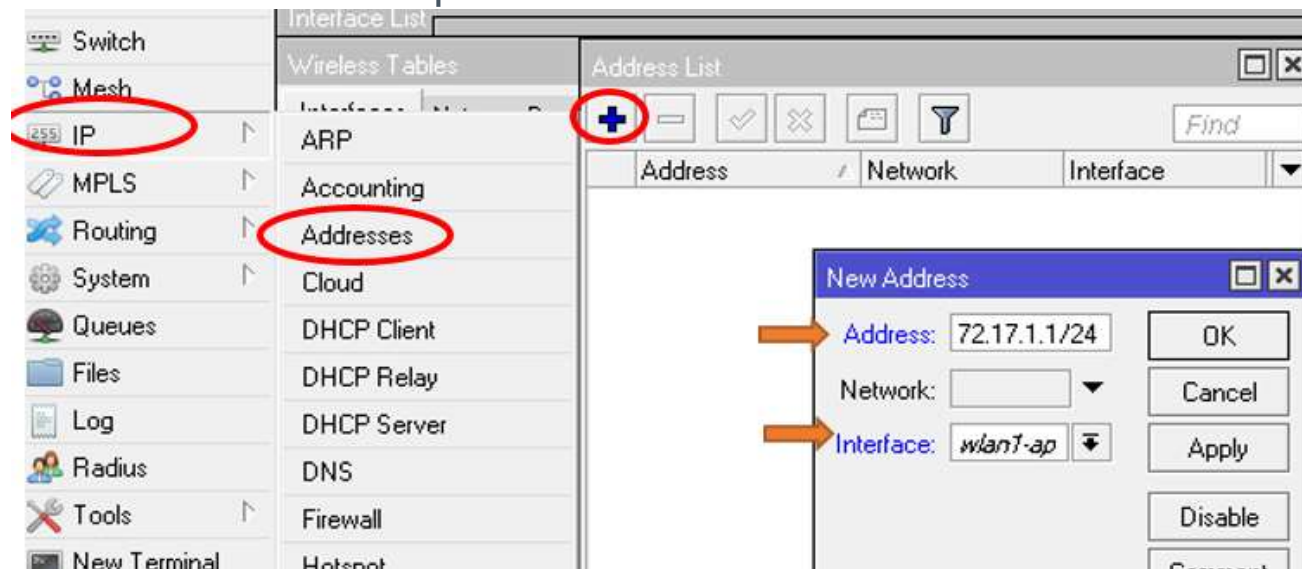 Interface List
Switch
Wireless Tables
Address List
Mesh
Find
255 IP
ARP
Address Network Interface
MPLS
Accounting
Routing
Addresses
New Address
System
Cloud
Address: 72.17.1.1/24 OK
Queues
DHCP Client
Network: Cancel
Files
DHCP Relay
Interface: wlan1-ap Apply
Log
DHCP Server
Radius
DNS
Tools
Firewall
Disable
New Terminal
Hotspot
Comment